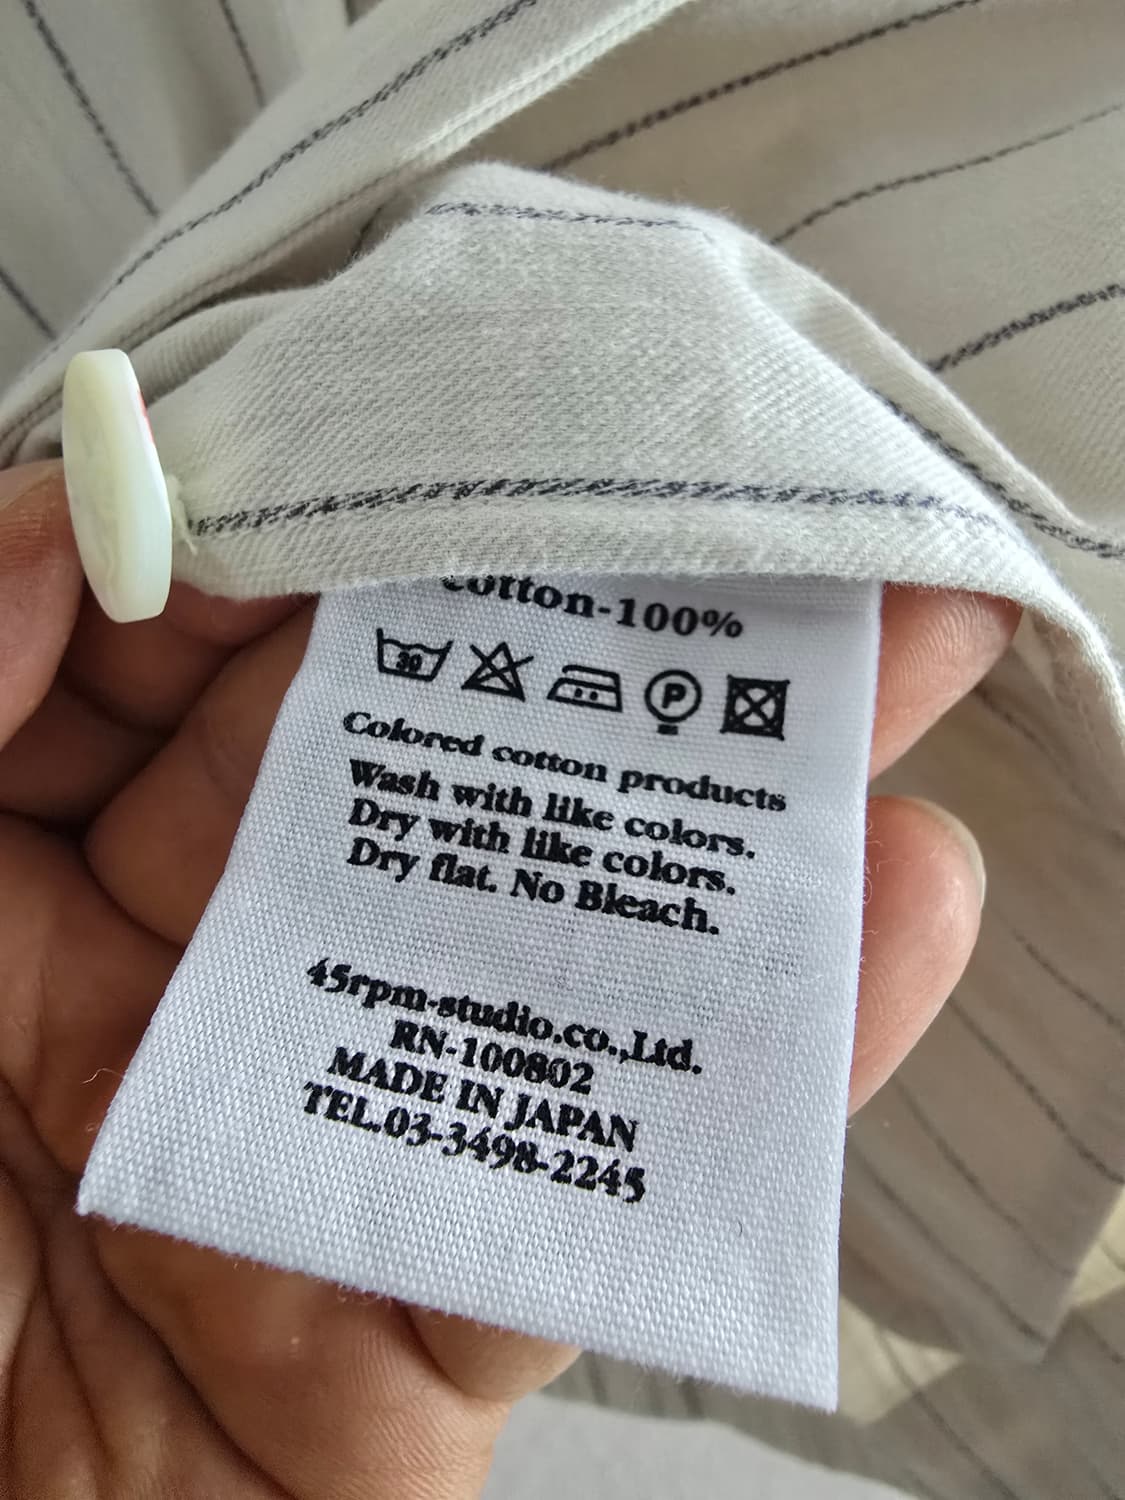 cotton-100%
30
P
Colored cotton products
Wash with like colors.
Dry with like colors.
Dry flat. No Bleach.
45rpm-studio.co.,Ltd.
RN-100802
MADE IN JAPAN
TEL.03-3498-2245